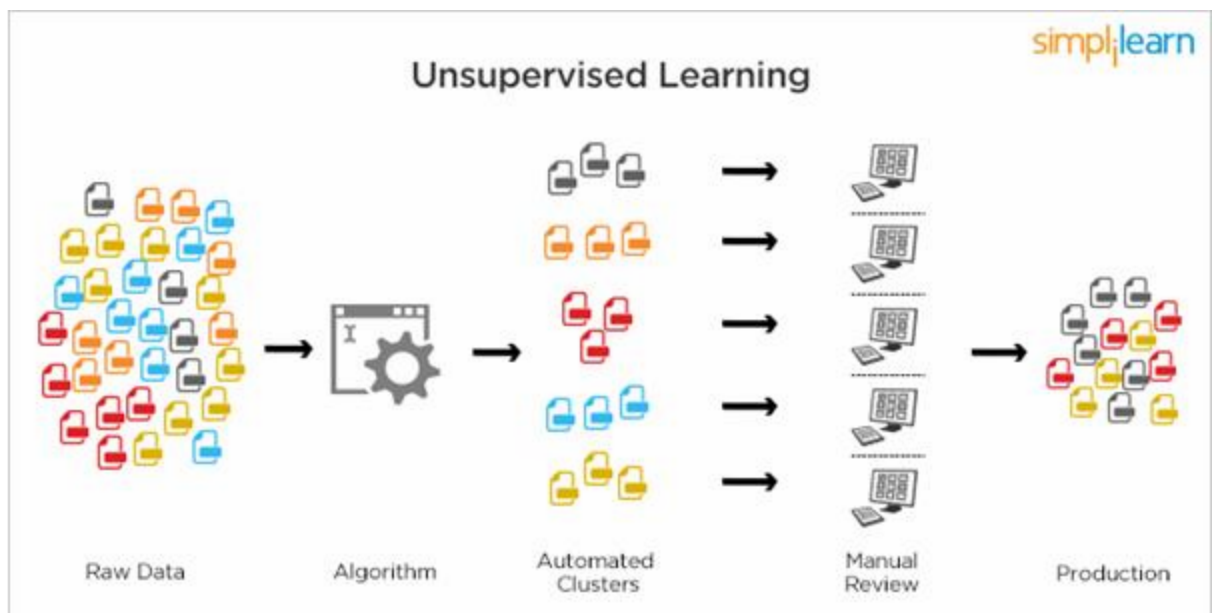 simplilearn
Unsupervised Learning
Raw Data
Algorithm
Automated
Clusters
Manual
Review
Production